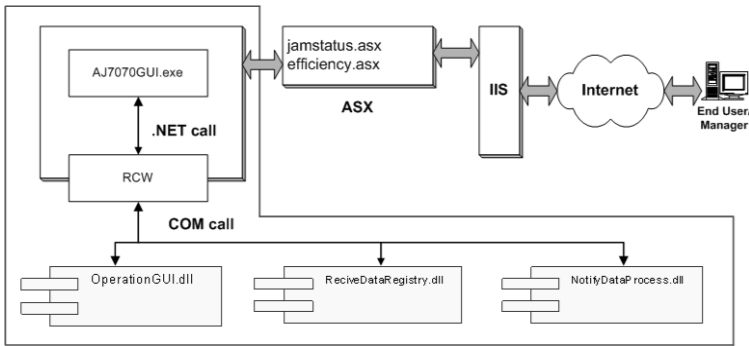 jamstatus.asx
efficiency.asx
ASX
AJ7070GUI.exe
.NET call
RCW
COM call
IIS
Internet
End User/
Manager
OperationGUI.dll
ReciveDataRegistry.dll
NotifyDataProcess.dll